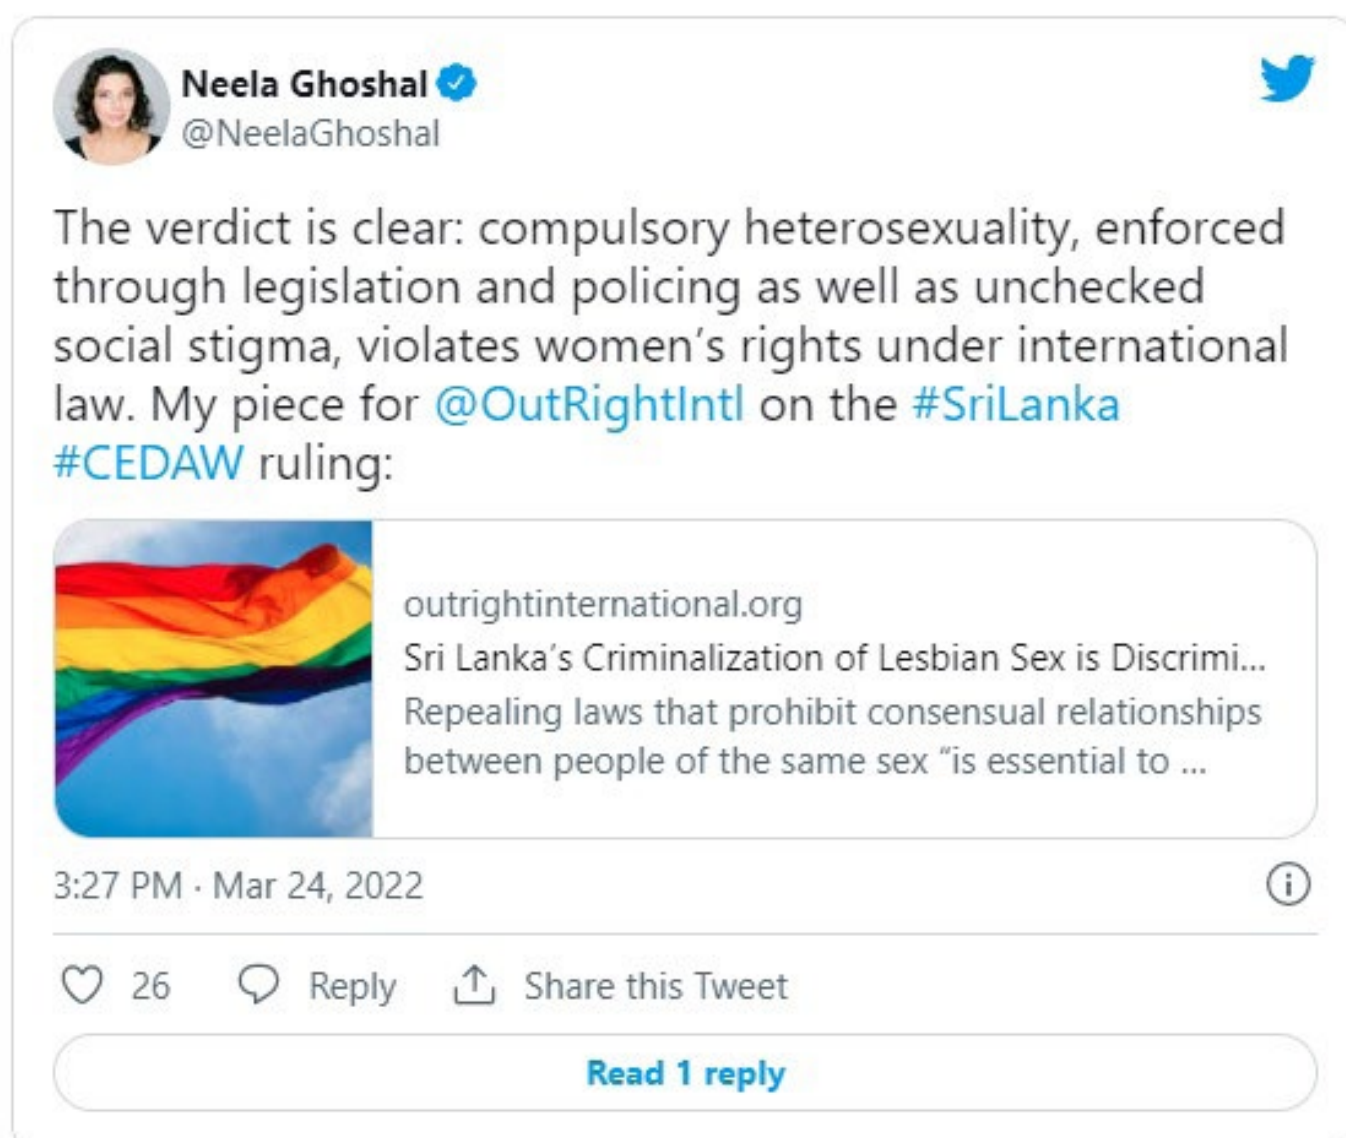 Neela Ghoshal
@NeelaGhoshal
The verdict is clear: compulsory heterosexuality, enforced
through legislation and policing as well as unchecked
social stigma, violates women’s rights under international
law. My piece for @OutRightIntl on the #SriLanka
#CEDAW ruling:
outrightinternational.org
Sri Lanka’s Criminalization of Lesbian Sex is Discrimi...
Repealing laws that prohibit consensual relationships
between people of the same sex “is essential to ...
3:27 PM · Mar 24, 2022
26 Reply Share this Tweet
Read 1 reply